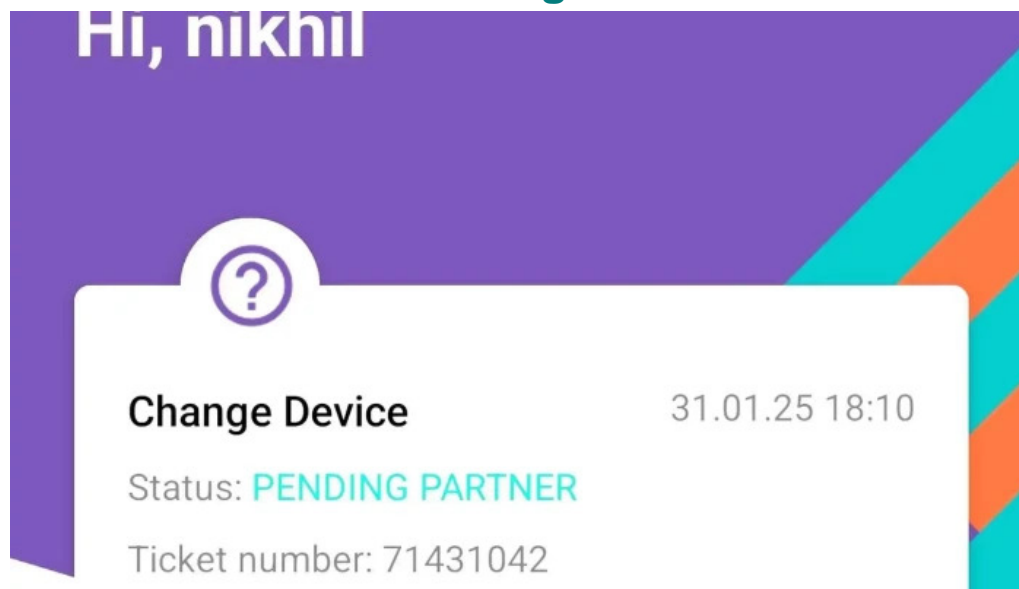 Hi, nikhil
Change Device
31.01.25 18:10
Status: PENDING PARTNER
Ticket number: 71431042